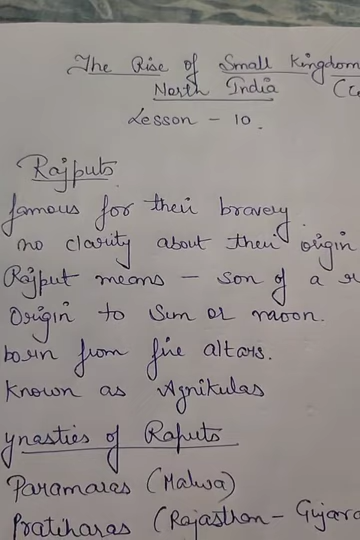 The Rise of Small Kingdom
North India
Lesson - 10.
Rajputs
famous for their bravery
no clarity about their origin
Rajput means - son of a
Origin to Sun or moon.
born from fire altars.
known as Agnikulas
ynasties of Raputs
Paramaras (Malwa)
Pratiharas (Rajasthan - Gujara